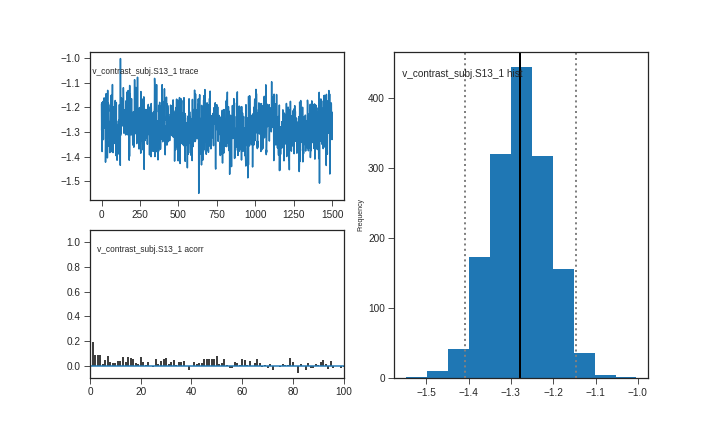 v_contrast_subj.S13_1 trace
−1.0
−1.1
−1.2
−1.3
−1.4
−1.5
0 250 500 750 1000 1250 1500
v_contrast_subj.S13_1 acorr
1.0
0.8
0.6
0.4
0.2
0.0
0 20 40 60 80 100
v_contrast_subj.S13_1 hist
Frequency
400
300
200
100
0
−1.5 −1.4 −1.3 −1.2 −1.1 −1.0